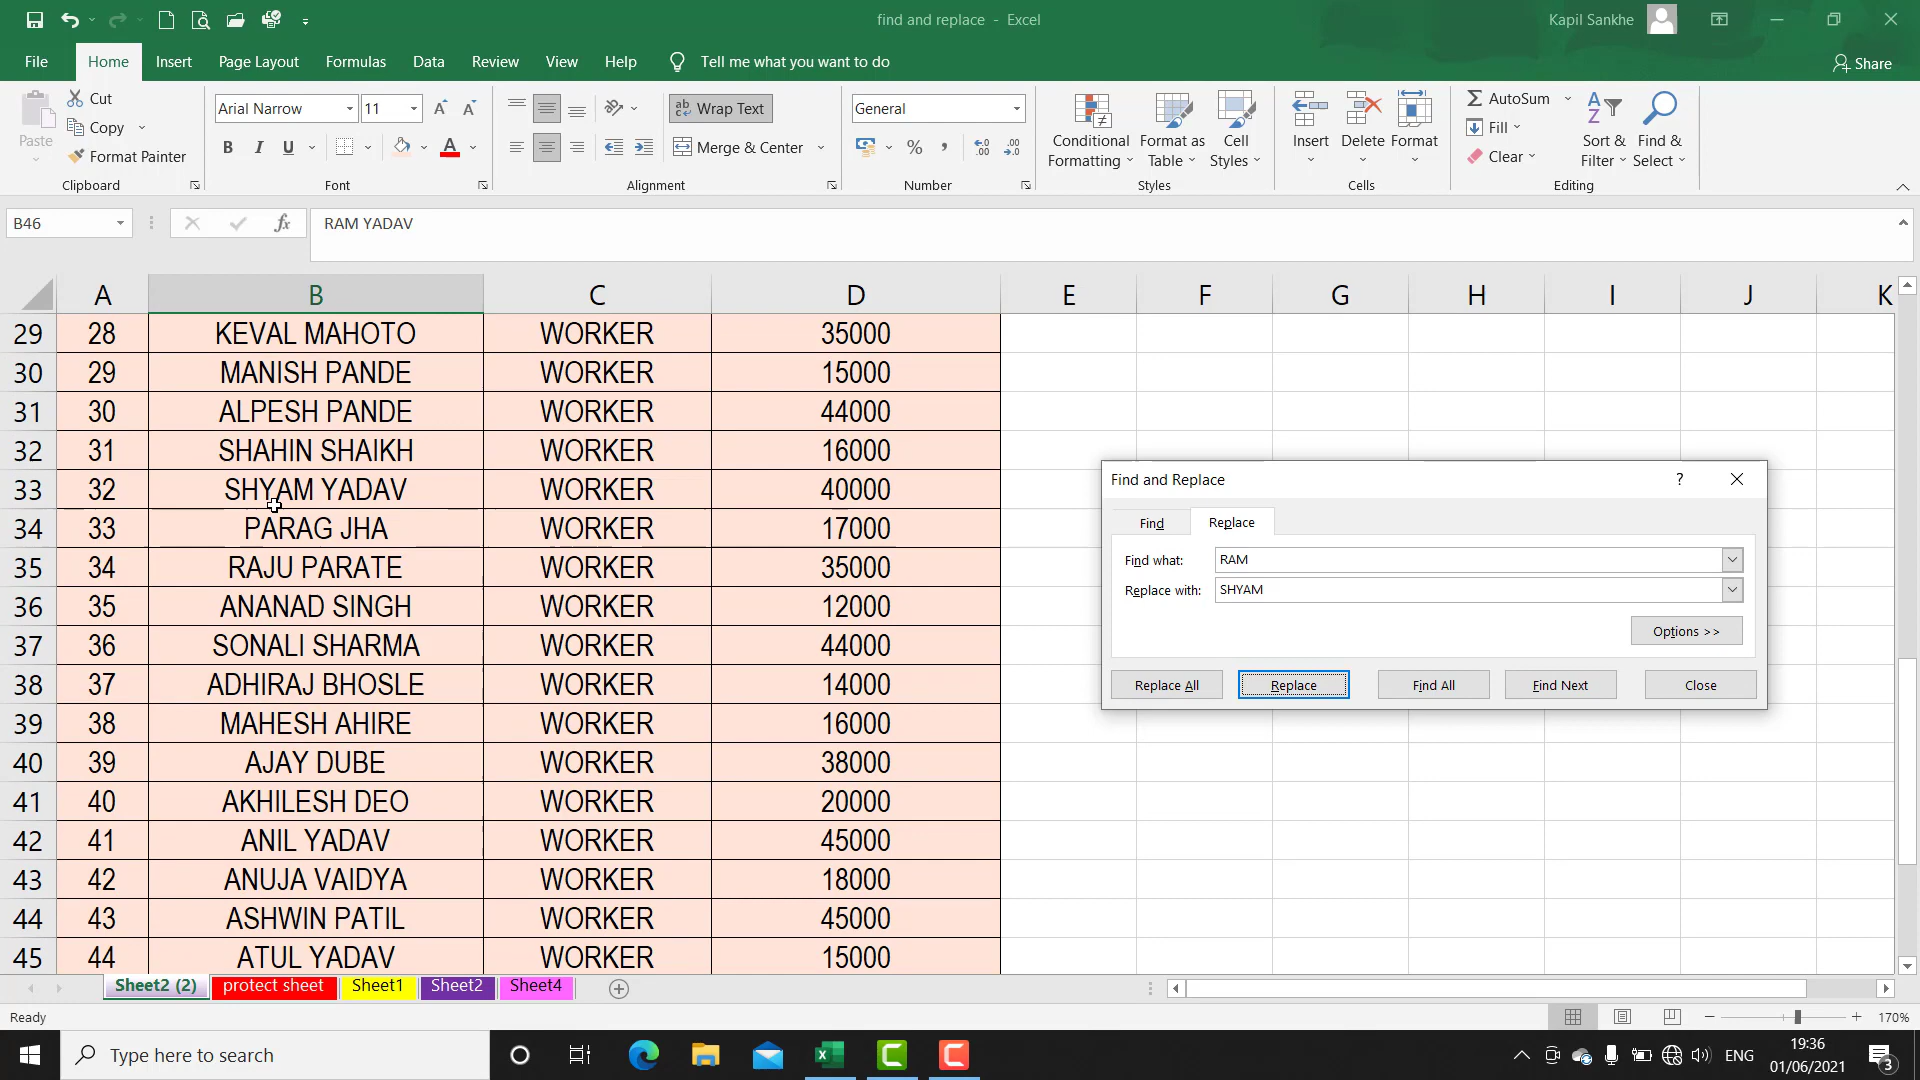 find and replace - Excel
Kapil Sankhe
File Home Insert Page Layout Formulas Data Review View Help Tell me what you want to do Share
Paste
Cut
Copy
Format Painter
Clipboard
Arial Narrow 11
B I U A
Font
Wrap Text
Merge & Center
Alignment
General
% ,
Number
Conditional Formatting
Format as Table
Cell Styles
Styles
Insert Delete Format
Cells
AutoSum
Fill
Clear
Sort & Filter
Find & Select
Editing
B46 fx RAM YADAV
A B C D E F G H I J K
29 28 KEVAL MAHOTO WORKER 35000
30 29 MANISH PANDE WORKER 15000
31 30 ALPESH PANDE WORKER 44000
32 31 SHAHIN SHAIKH WORKER 16000
33 32 SHYAM YADAV WORKER 40000
34 33 PARAG JHA WORKER 17000
35 34 RAJU PARATE WORKER 35000
36 35 ANANAD SINGH WORKER 12000
37 36 SONALI SHARMA WORKER 44000
38 37 ADHIRAJ BHOSLE WORKER 14000
39 38 MAHESH AHIRE WORKER 16000
40 39 AJAY DUBE WORKER 38000
41 40 AKHILESH DEO WORKER 20000
42 41 ANIL YADAV WORKER 45000
43 42 ANUJA VAIDYA WORKER 18000
44 43 ASHWIN PATIL WORKER 45000
45 44 ATUL YADAV WORKER 15000
Find and Replace ?
Find Replace
Find what: RAM
Replace with: SHYAM
Options >>
Replace All Replace Find All Find Next Close
Sheet2 (2) protect sheet Sheet1 Sheet2 Sheet4
Ready 170%
Type here to search
ENG
19:36
01/06/2021
3